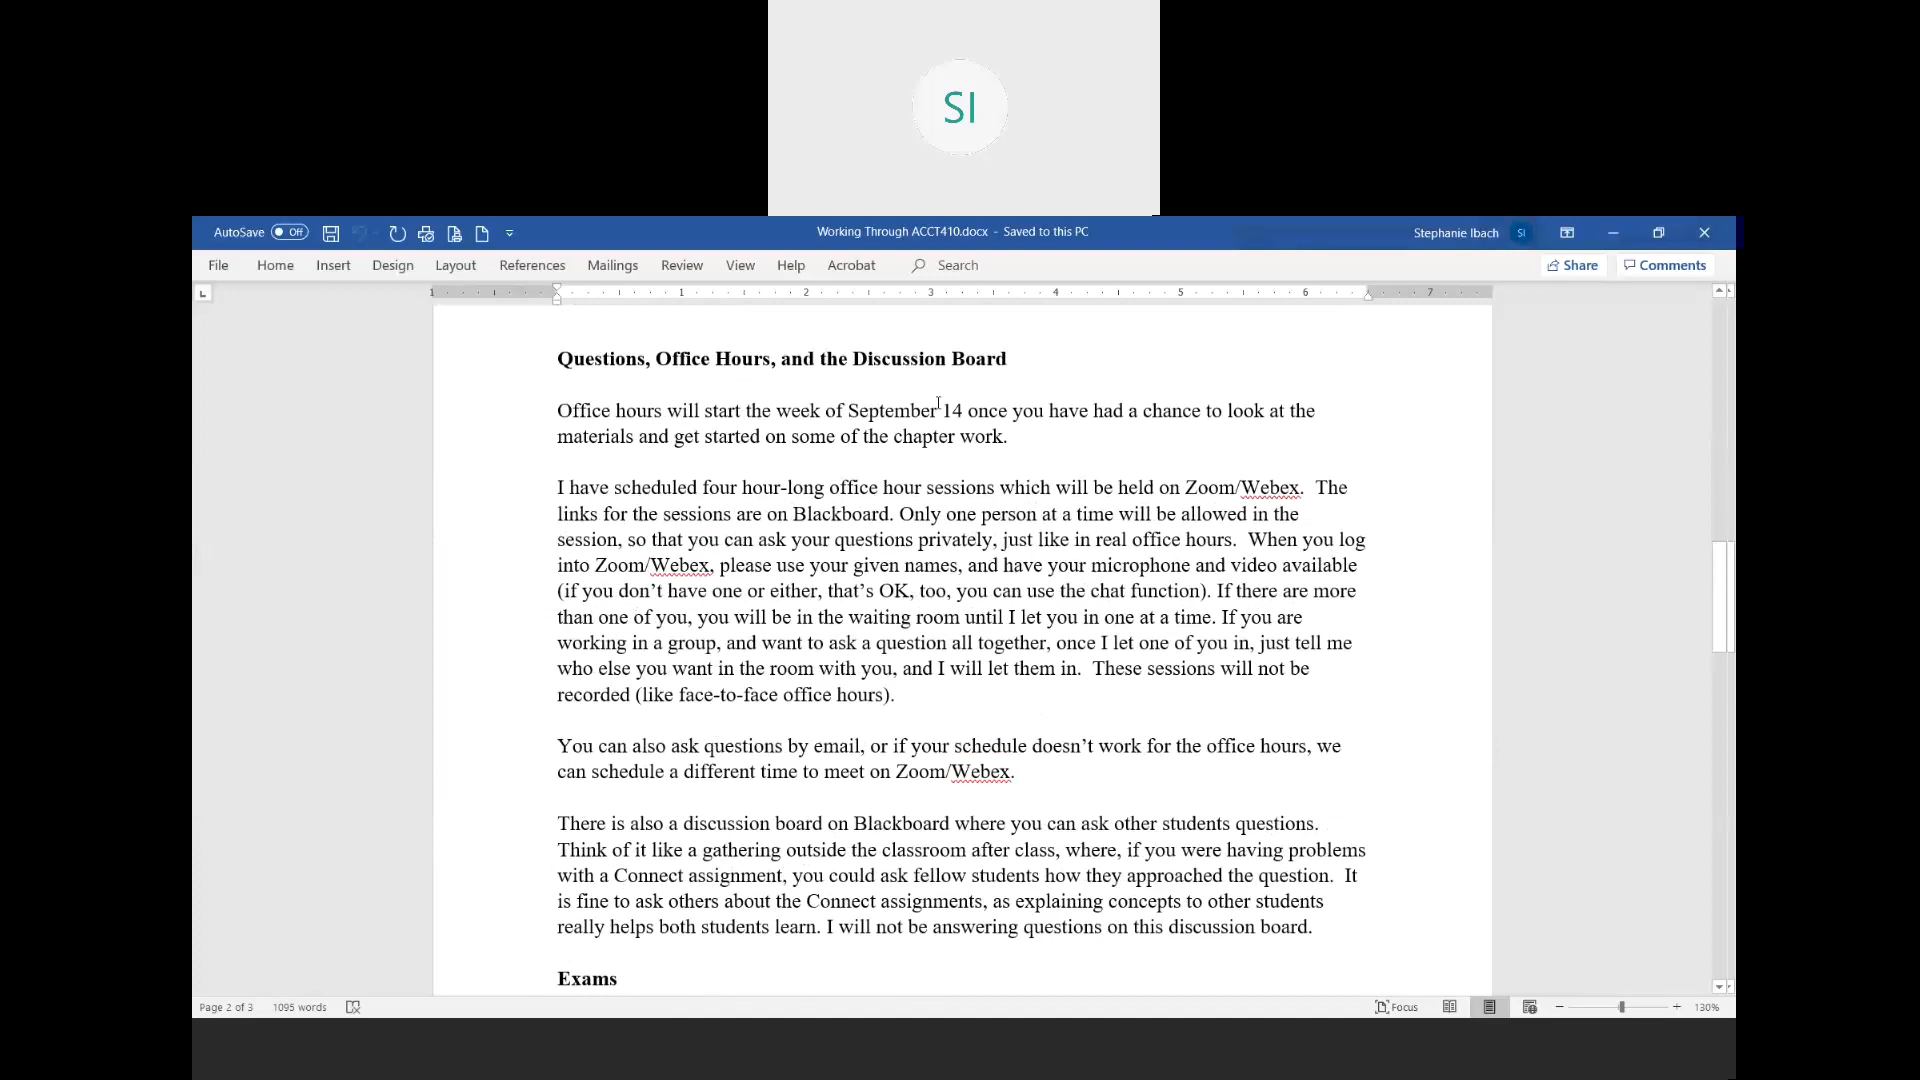 SI
AutoSave Off Working Through ACCT410.docx - Saved to this PC Stephanie Ibach SI
File Home Insert Design Layout References Mailings Review View Help Acrobat Search Share Comments
1 1 2 3 4 5 6 7
Questions, Office Hours, and the Discussion Board
Office hours will start the week of September 14 once you have had a chance to look at the
materials and get started on some of the chapter work.
I have scheduled four hour-long office hour sessions which will be held on Zoom/Webex.  The
links for the sessions are on Blackboard. Only one person at a time will be allowed in the
session, so that you can ask your questions privately, just like in real office hours.  When you log
into Zoom/Webex, please use your given names, and have your microphone and video available
(if you don’t have one or either, that’s OK, too, you can use the chat function). If there are more
than one of you, you will be in the waiting room until I let you in one at a time. If you are
working in a group, and want to ask a question all together, once I let one of you in, just tell me
who else you want in the room with you, and I will let them in.  These sessions will not be
recorded (like face-to-face office hours).
You can also ask questions by email, or if your schedule doesn’t work for the office hours, we
can schedule a different time to meet on Zoom/Webex.
There is also a discussion board on Blackboard where you can ask other students questions.
Think of it like a gathering outside the classroom after class, where, if you were having problems
with a Connect assignment, you could ask fellow students how they approached the question.  It
is fine to ask others about the Connect assignments, as explaining concepts to other students
really helps both students learn. I will not be answering questions on this discussion board.
Exams
Page 2 of 3 1095 words Focus 130%